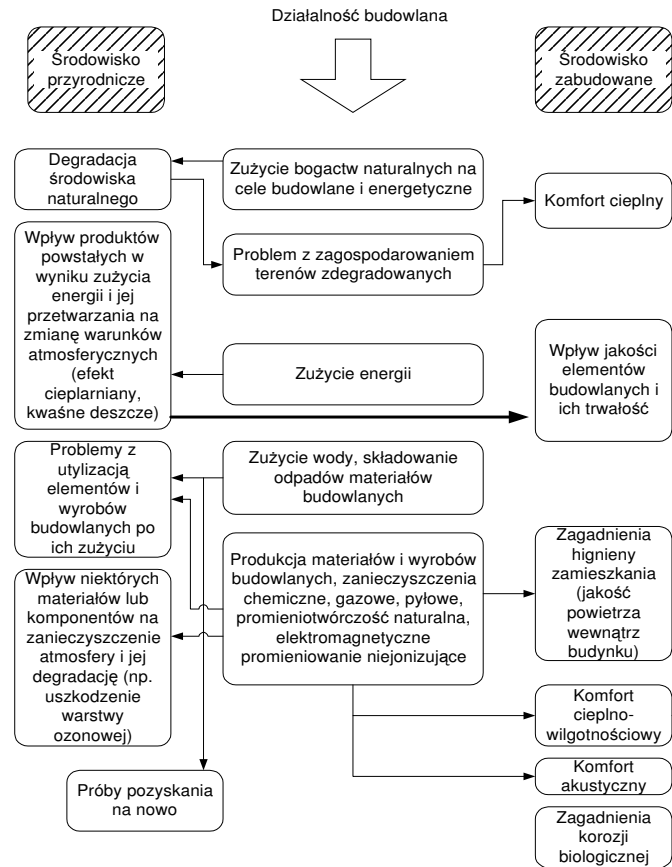 Działalność budowlana
Środowisko
przyrodnicze
Środowisko
zabudowane
Degradacja
środowiska
naturalnego
Zużycie bogactw naturalnych na
cele budowlane i energetyczne
Komfort cieplny
Wpływ produktów
powstałych w
wyniku zużycia
energii i jej
przetwarzania na
zmianę warunków
atmosferycznych
(efekt
cieplarniany,
kwaśne deszcze)
Problem z zagospodarowaniem
terenów zdegradowanych
Zużycie energii
Wpływ jakości
elementów
budowlanych i
ich trwałość
Problemy z
utylizacją
elementów i
wyrobów
budowlanych po
ich zużyciu
Zużycie wody, składowanie
odpadów materiałów
budowlanych
Produkcja materiałów i wyrobów
budowlanych, zanieczyszczenia
chemiczne, gazowe, pyłowe,
promieniotwórczość naturalna,
elektromagnetyczne
promieniowanie niejonizujące
Zagadnienia
hignieny
zamieszkania
(jakość
powietrza
wewnątrz
budynku)
Wpływ niektórych
materiałów lub
komponentów na
zanieczyszczenie
atmosfery i jej
degradację (np.
uszkodzenie
warstwy
ozonowej)
Komfort
cieplno-
wilgotnościowy
Próby pozyskania
na nowo
Komfort
akustyczny
Zagadnienia
korozji
biologicznej